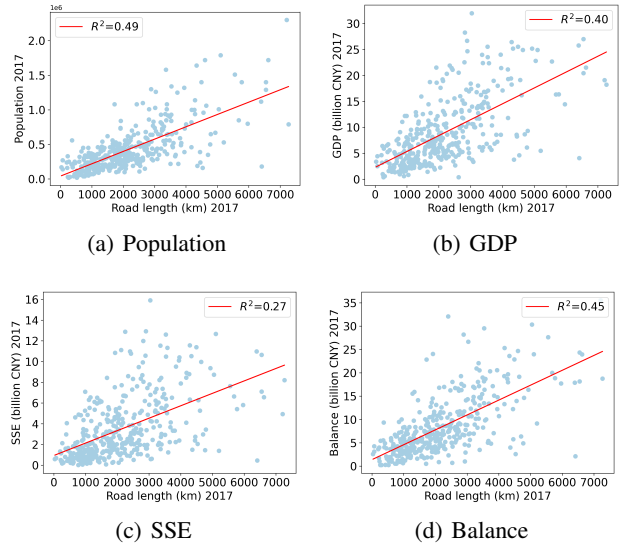 1e6
R²=0.49
Population 2017
2.0
1.5
1.0
0.5
0.0
0 1000 2000 3000 4000 5000 6000 7000
Road length (km) 2017
(a) Population
R²=0.40
GDP (billion CNY) 2017
30
25
20
15
10
5
0
0 1000 2000 3000 4000 5000 6000 7000
Road length (km) 2017
(b) GDP
R²=0.27
SSE (billion CNY) 2017
16
14
12
10
8
6
4
2
0
0 1000 2000 3000 4000 5000 6000 7000
Road length (km) 2017
(c) SSE
R²=0.45
Balance (billion CNY) 2017
35
30
25
20
15
10
5
0
0 1000 2000 3000 4000 5000 6000 7000
Road length (km) 2017
(d) Balance